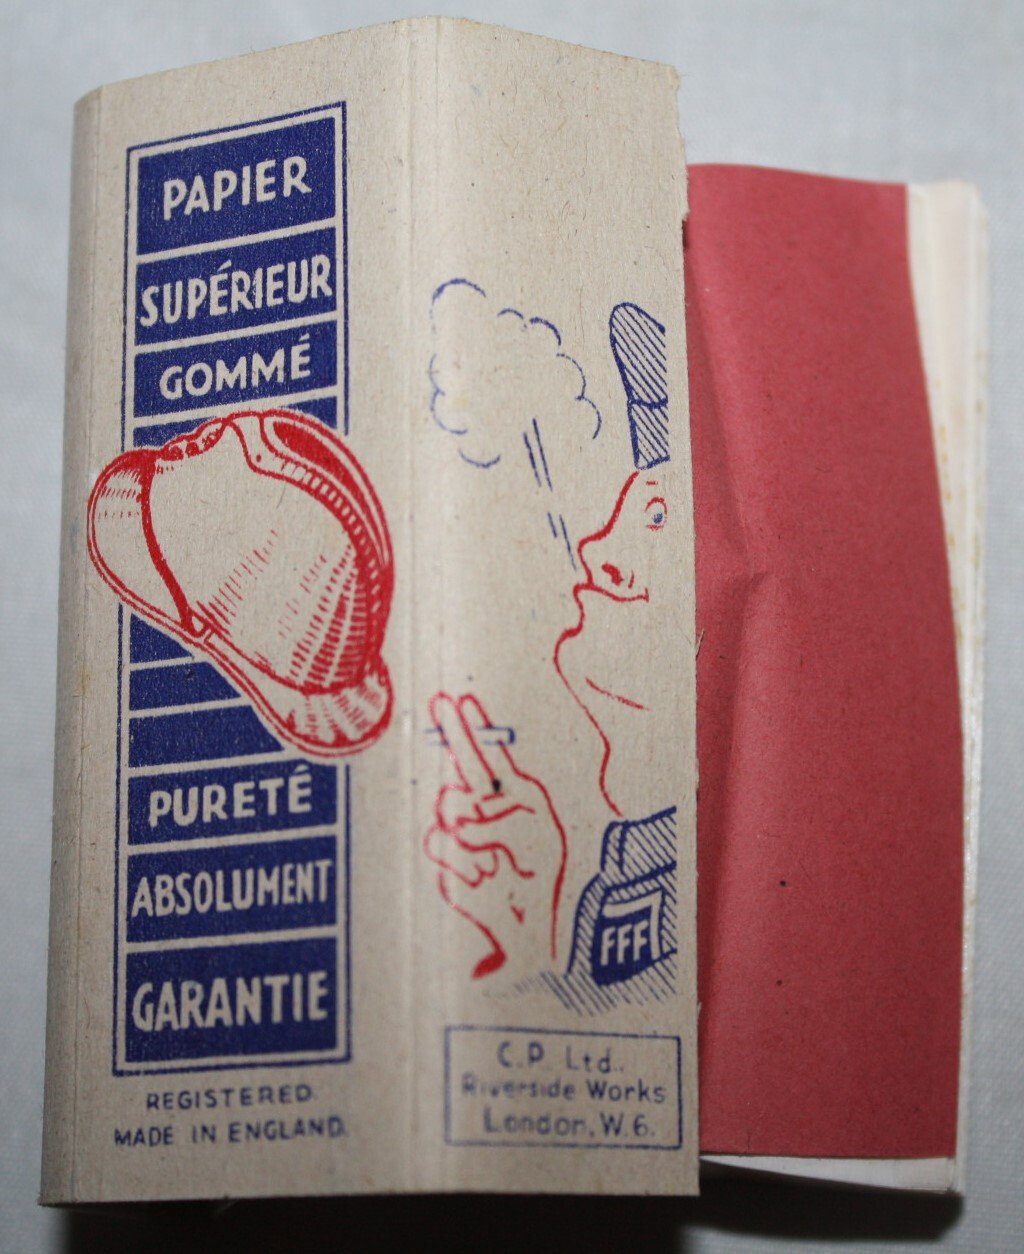 PAPIER
SUPÉRIEUR
GOMMÉ
PURETÉ
ABSOLUMENT
GARANTIE
REGISTERED.
MADE IN ENGLAND.
FFF
C.P. Ltd.,
Riverside Works
London, W.6.